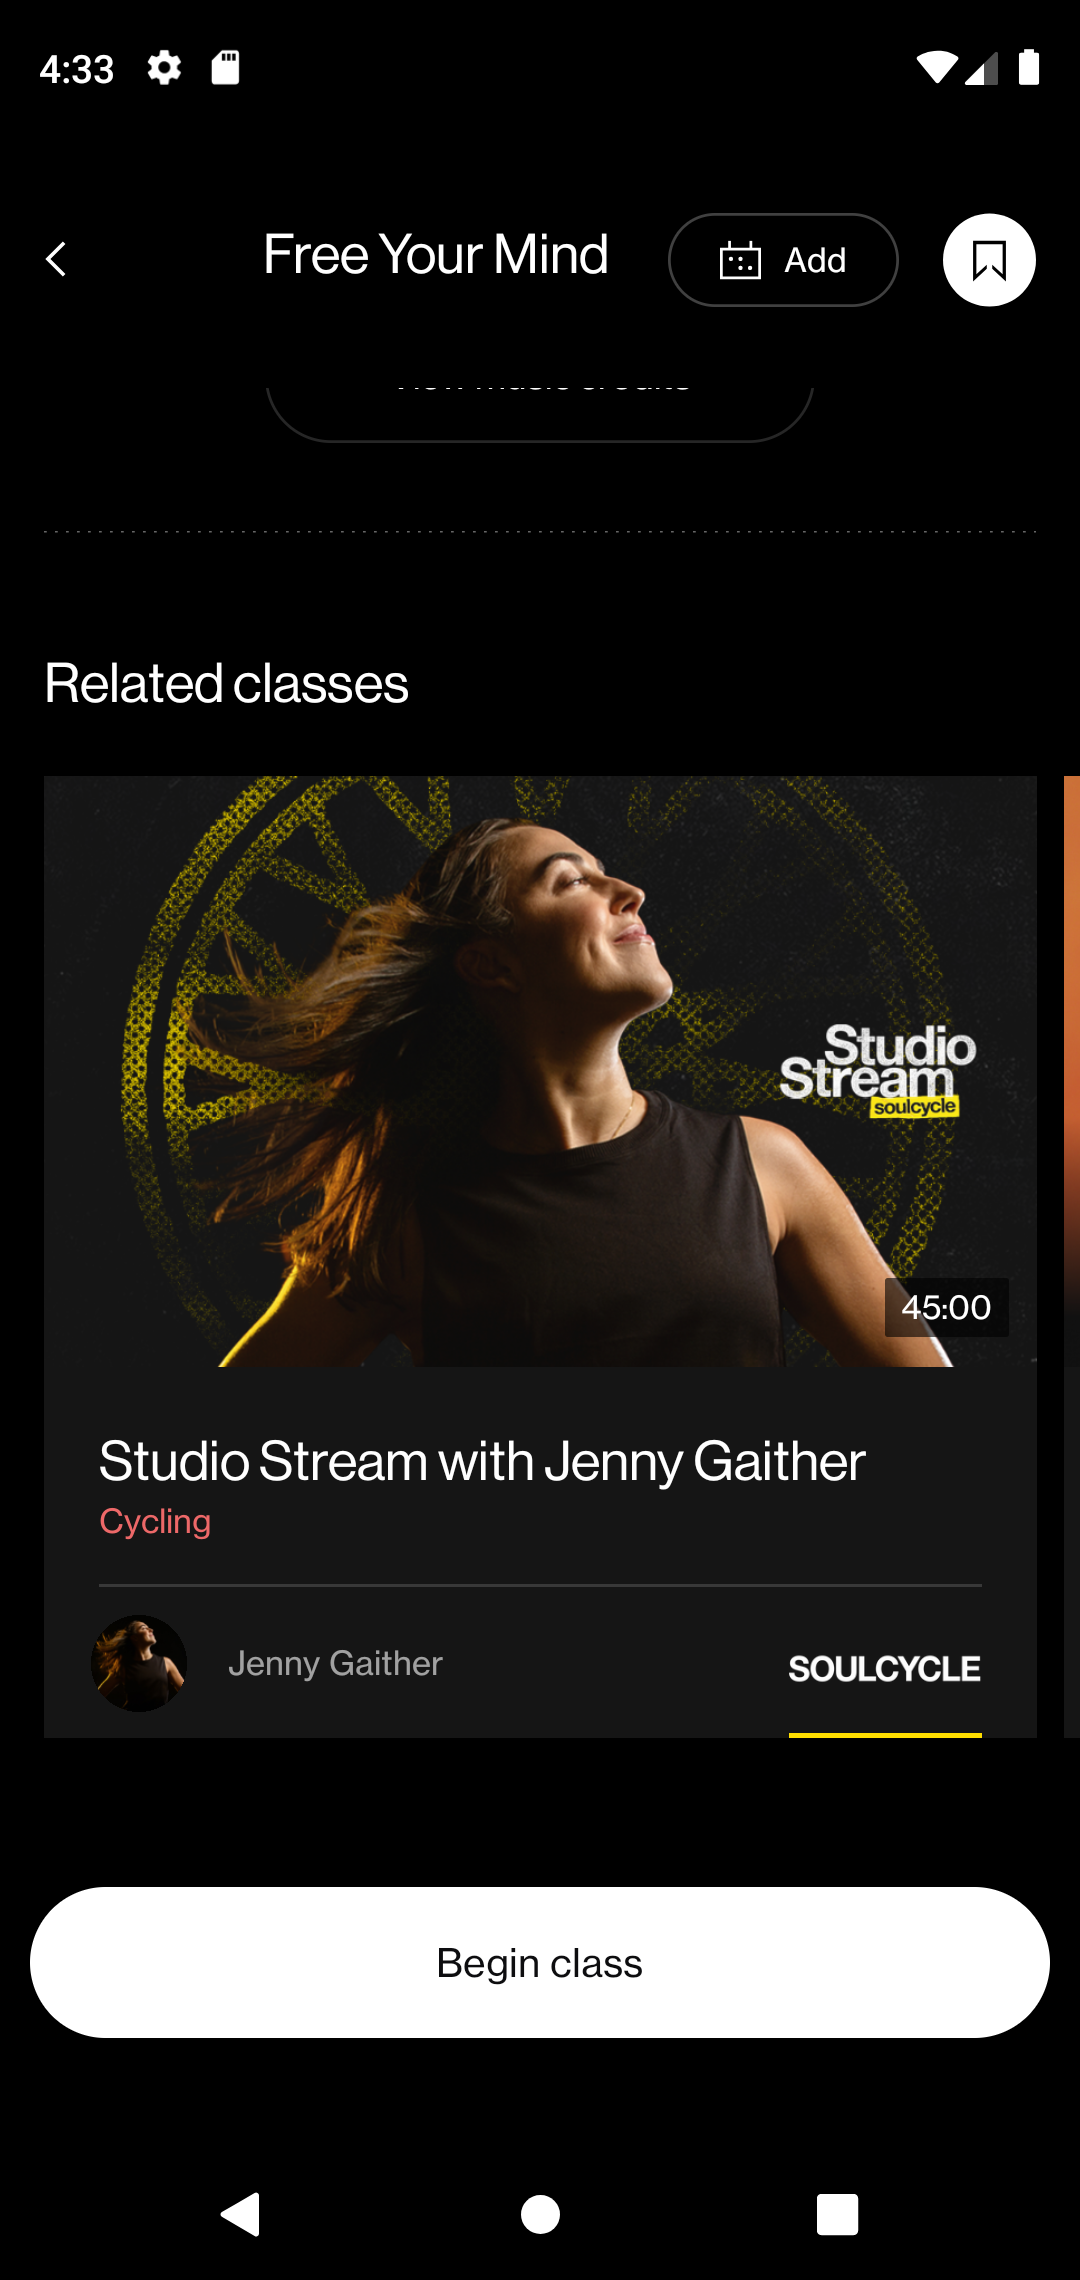 4:33
Free Your Mind
Add
Related classes
Studio
Stream
soulcycle
45:00
Studio Stream with Jenny Gaither
Cycling
Jenny Gaither
SOULCYCLE
Begin class